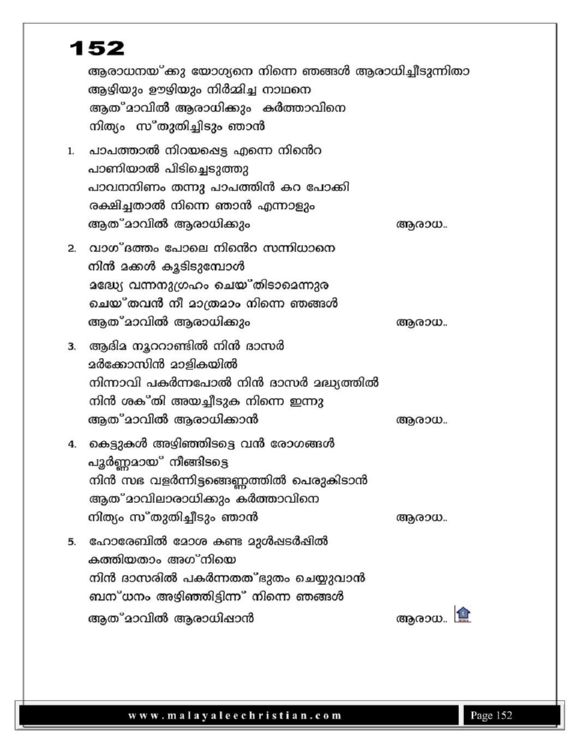 152
ആരാധനയ്ക്കു യോഗ്യനെ നിന്നെ ഞങ്ങൾ ആരാധിച്ചീടുന്നിതാ
ആഴിയും ഊഴിയും നിർമ്മിച്ച നാഥനെ
ആത്മാവിൽ ആരാധിക്കും കർത്താവിനെ
നിത്യം സ്തുതിച്ചിടും ഞാൻ
1. പാപത്താൽ നിറയപ്പെട്ട എന്നെ നിൻെറ
പാണിയാൽ പിടിച്ചെടുത്തു
പാവനനിണം തന്നു പാപത്തിൻ കറ പോക്കി
രക്ഷിച്ചതാൽ നിന്നെ ഞാൻ എന്നാളും
ആത്മാവിൽ ആരാധിക്കും ആരാധ..
2. വാഗ്ദത്തം പോലെ നിൻെറ സന്നിധാനെ
നിൻ മക്കൾ കൂടിടുമ്പോൾ
മദ്ധ്യേ വന്നനുഗ്രഹം ചെയ്തിടാമെന്നുര
ചെയ്തവൻ നീ മാത്രമാം നിന്നെ ഞങ്ങൾ
ആത്മാവിൽ ആരാധിക്കും ആരാധ..
3. ആദിമ നൂററാണ്ടിൽ നിൻ ദാസർ
മർക്കോസിൻ മാളികയിൽ
നിന്നാവി പകർന്നപോൽ നിൻ ദാസർ മദ്ധ്യത്തിൽ
നിൻ ശക്തി അയച്ചീടുക നിന്നെ ഇന്നു
ആത്മാവിൽ ആരാധിക്കാൻ ആരാധ..
4. കെട്ടുകൾ അഴിഞ്ഞിടട്ടെ വൻ രോഗങ്ങൾ
പൂർണ്ണമായ് നീങ്ങിടട്ടെ
നിൻ സഭ വളർന്നിട്ടങ്ങെണ്ണത്തിൽ പെരുകിടാൻ
ആത്മാവിലാരാധിക്കും കർത്താവിനെ
നിത്യം സ്തുതിച്ചീടും ഞാൻ ആരാധ..
5. ഹോരേബിൽ മോശ കണ്ട മുൾപ്പടർപ്പിൽ
കത്തിയതാം അഗ്നിയെ
നിൻ ദാസരിൽ പകർന്നതത്ഭുതം ചെയ്യുവാൻ
ബന്ധനം അഴിഞ്ഞിട്ടിന്ന് നിന്നെ ഞങ്ങൾ
ആത്മാവിൽ ആരാധിപ്പാൻ ആരാധ..
www.malayaleechristian.com Page 152